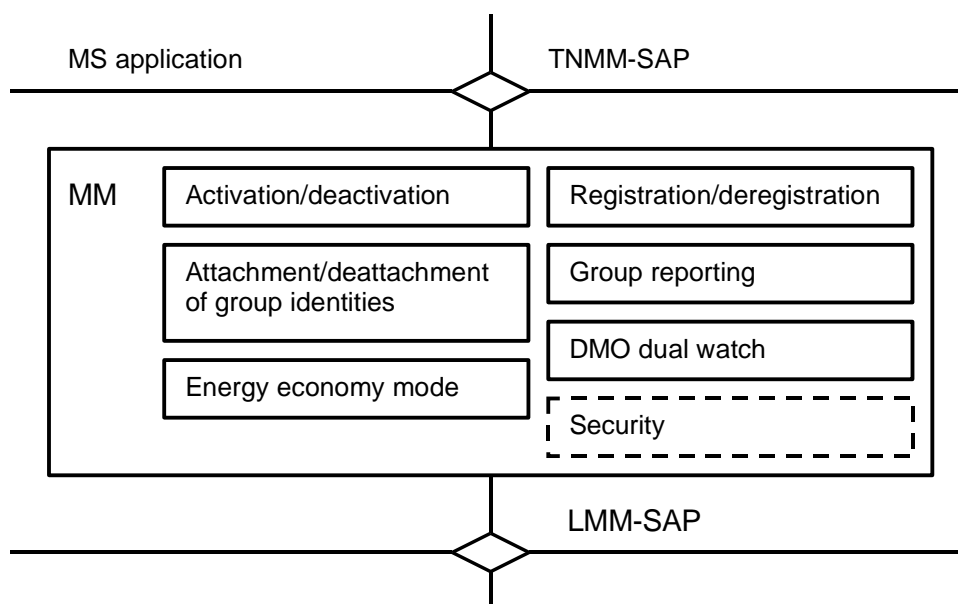 MS application
TNMM-SAP
MM
Activation/deactivation
Attachment/deattachment
of group identities
Energy economy mode
Registration/deregistration
Group reporting
DMO dual watch
Security
LMM-SAP